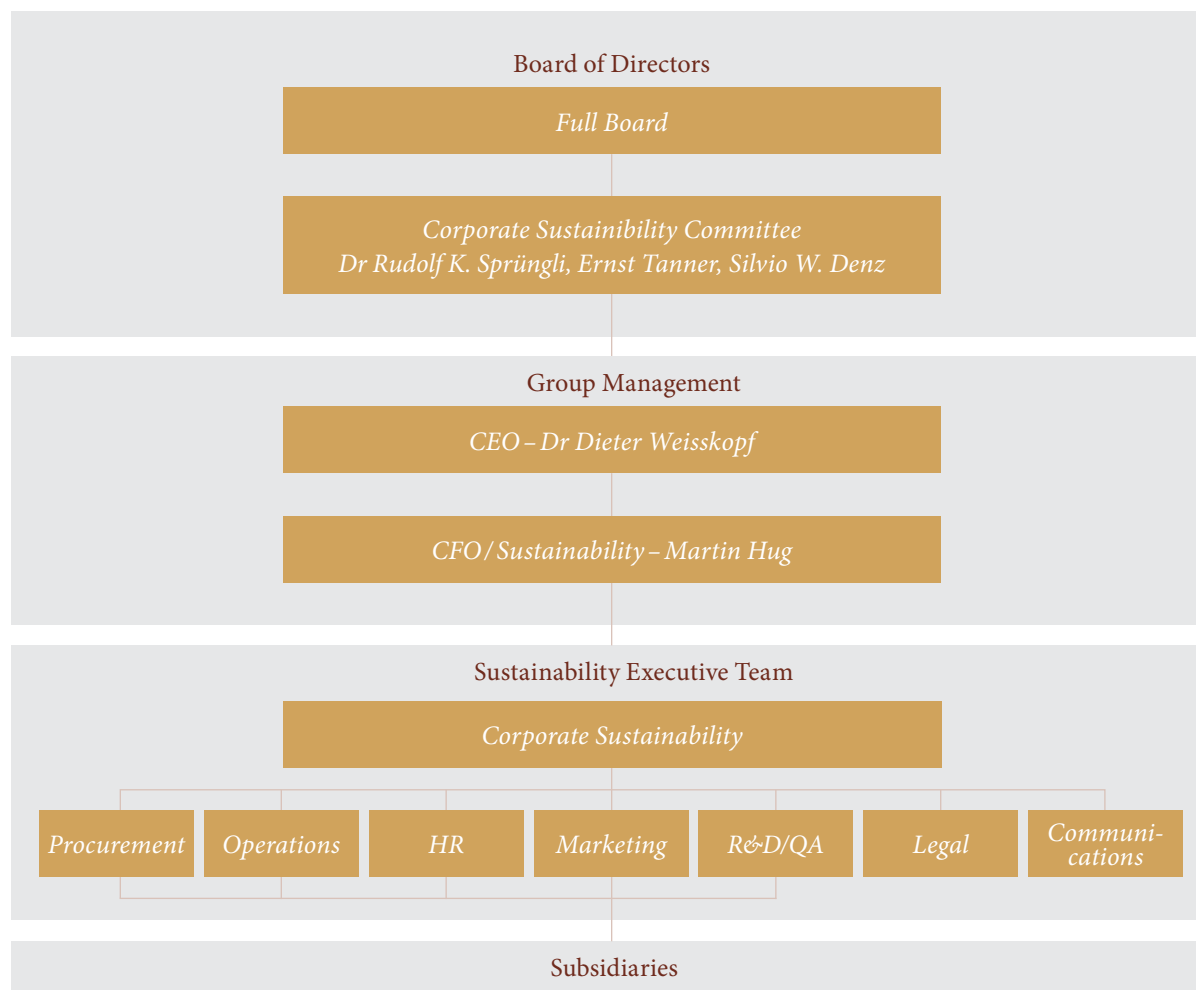 Board of Directors
Full Board
Corporate Sustainibility Committee
Dr Rudolf K. Sprüngli, Ernst Tanner, Silvio W. Denz
Group Management
CEO – Dr Dieter Weisskopf
CFO / Sustainability – Martin Hug
Sustainability Executive Team
Corporate Sustainability
Procurement
Operations
HR
Marketing
R&D/QA
Legal
Communi-
cations
Subsidiaries